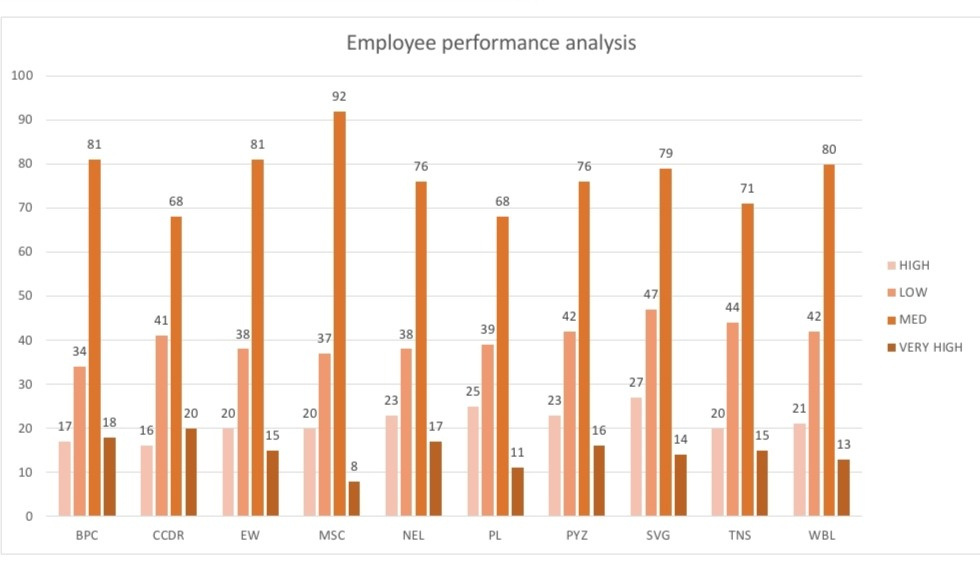 Employee performance analysis
100
90
80
70
60
50
40
30
20
10
0
17 34 81 18
16 41 68 20
20 38 81 15
20 37 92 8
23 38 76 17
25 39 68 11
23 42 76 16
27 47 79 14
20 44 71 15
21 42 80 13
BPC CCDR EW MSC NEL PL PYZ SVG TNS WBL
HIGH
LOW
MED
VERY HIGH